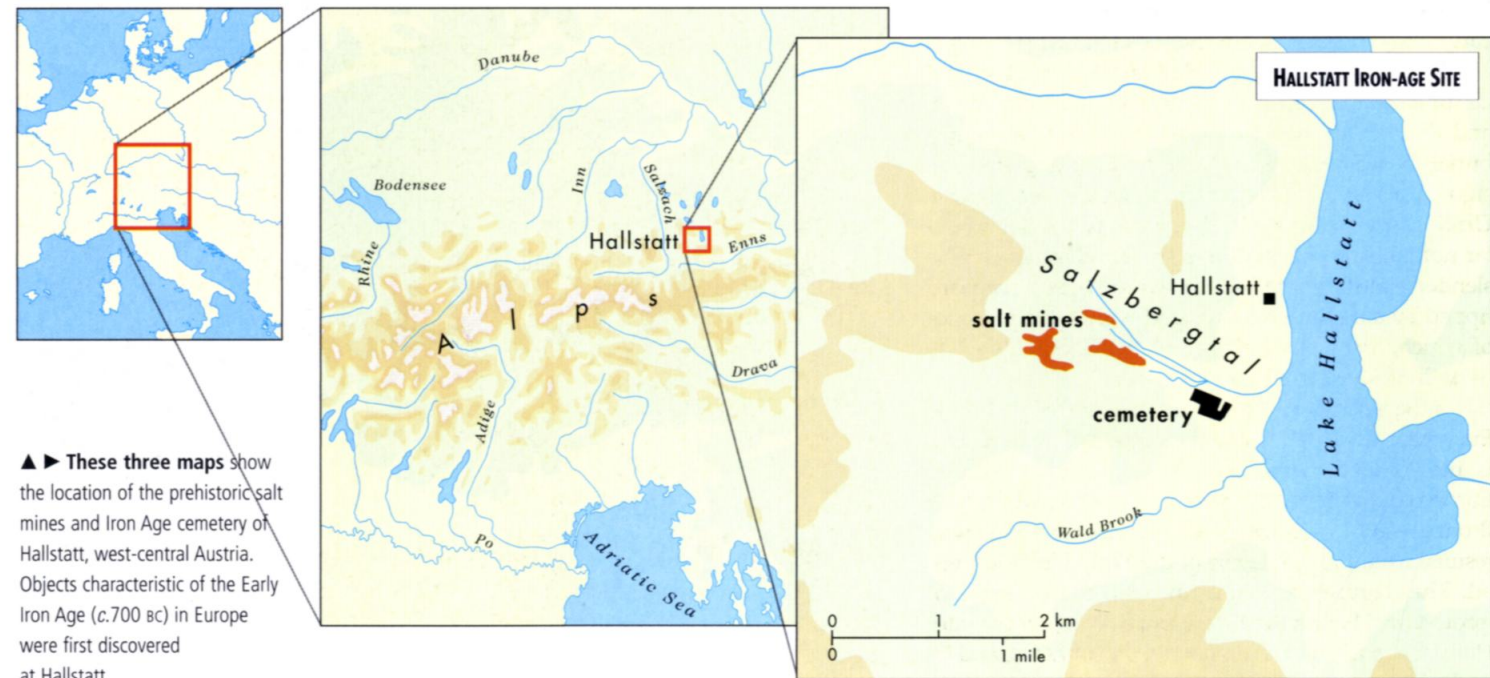 Danube
Bodensee
Inn
Salzach
Rhine
Hallstatt
Enns
Alps
Drava
Adige
Po
Adriatic Sea
HALLSTATT IRON-AGE SITE
Salzbergtal
Hallstatt
salt mines
cemetery
Lake Hallstatt
Wald Brook
0 1 2 km
0 1 mile
▲ ► These three maps show
the location of the prehistoric salt
mines and Iron Age cemetery of
Hallstatt, west-central Austria.
Objects characteristic of the Early
Iron Age (c.700 BC) in Europe
were first discovered
at Hallstatt